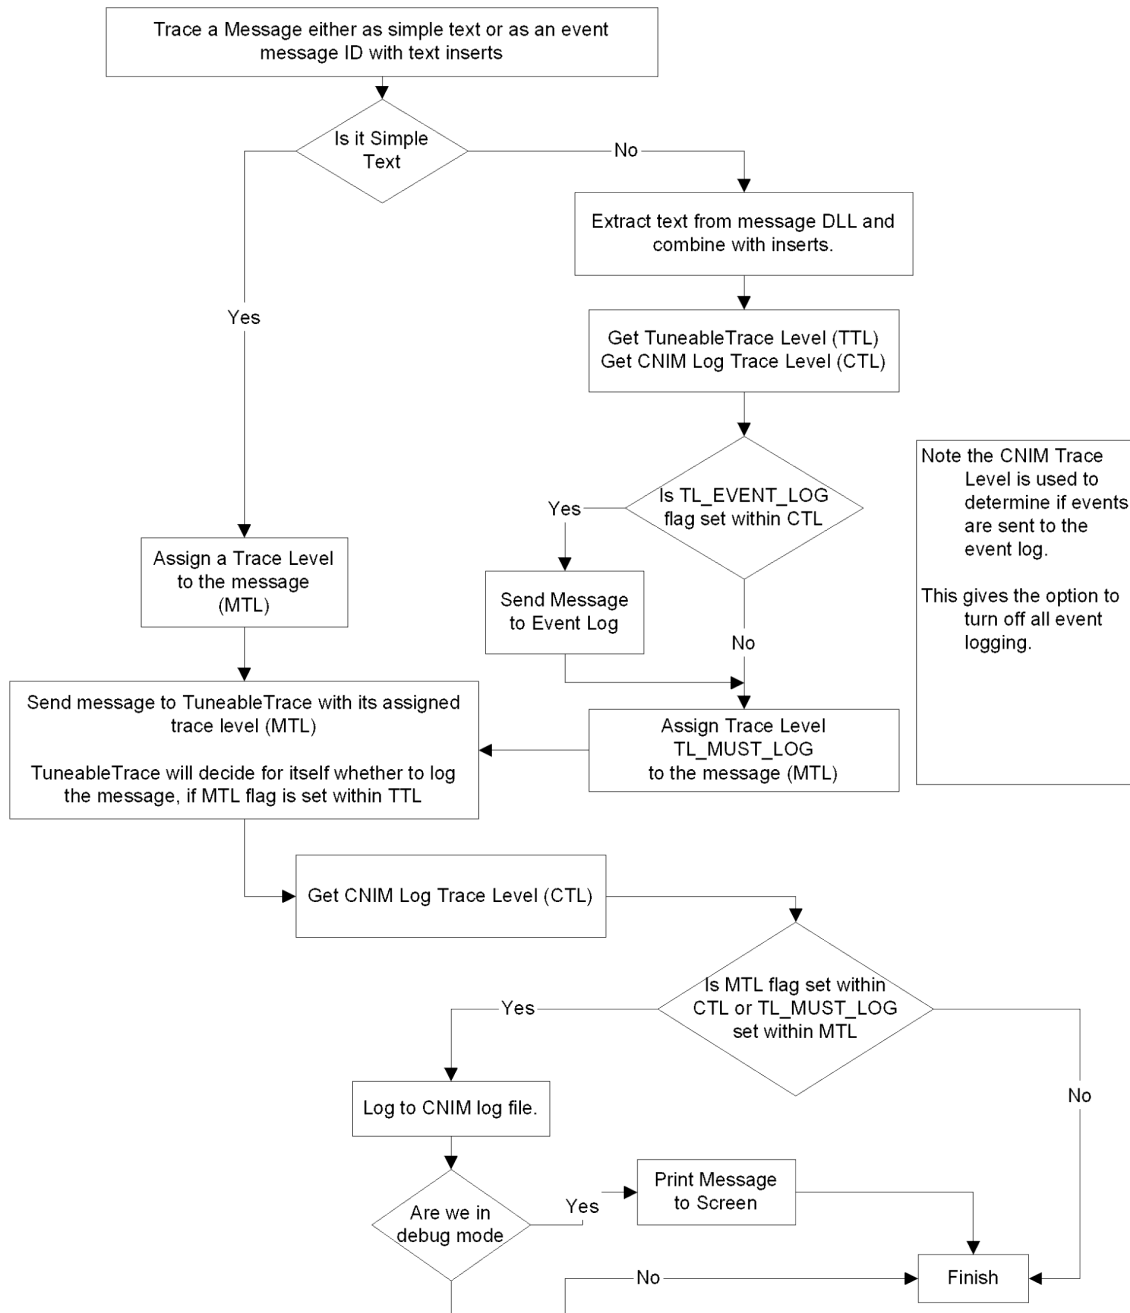 Trace a Message either as simple text or as an event
message ID with text inserts
Is it Simple
Text
No
Extract text from message DLL and
combine with inserts.
Yes
Get TuneableTrace Level (TTL)
Get CNIM Log Trace Level (CTL)
Note the CNIM Trace
Level is used to
determine if events
are sent to the
event log.
This gives the option to
turn off all event
logging.
Is TL_EVENT_LOG
flag set within CTL
Yes
Assign a Trace Level
to the message
(MTL)
Send Message
to Event Log
No
Send message to TuneableTrace with its assigned
trace level (MTL)
TuneableTrace will decide for itself whether to log
the message, if MTL flag is set within TTL
Assign Trace Level
TL_MUST_LOG
to the message (MTL)
Get CNIM Log Trace Level (CTL)
Is MTL flag set within
CTL or TL_MUST_LOG
set within MTL
Yes
No
Log to CNIM log file.
Are we in
debug mode
Yes
Print Message
to Screen
No
Finish